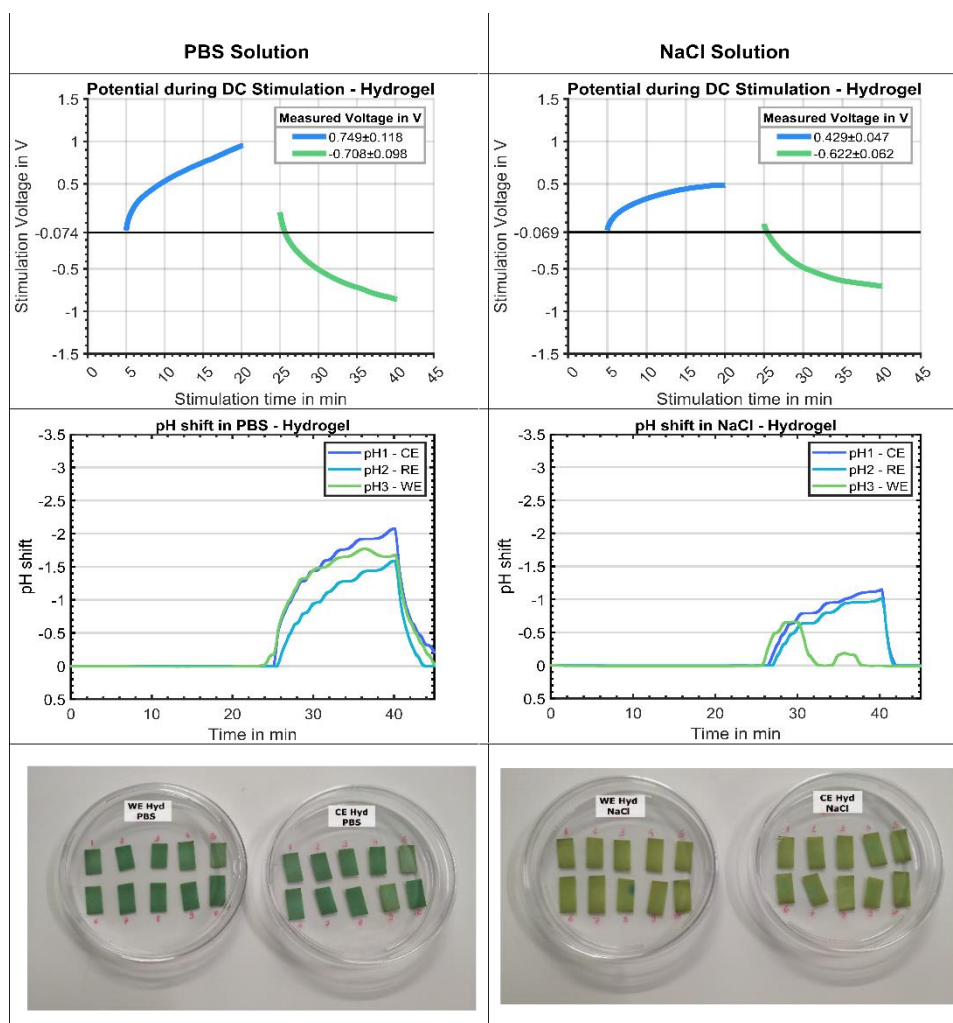 PBS Solution
NaCl Solution
Potential during DC Stimulation - Hydrogel
Stimulation Voltage in V
1.5
1
0.5
-0.074
-0.5
-1
-1.5
Measured Voltage in V
0.749±0.118
-0.708±0.098
0 5 10 15 20 25 30 35 40 45
Stimulation time in min
Potential during DC Stimulation - Hydrogel
Stimulation Voltage in V
1.5
1
0.5
-0.069
-0.5
-1
-1.5
Measured Voltage in V
0.429±0.047
-0.622±0.062
0 5 10 15 20 25 30 35 40 45
Stimulation time in min
pH shift in PBS - Hydrogel
pH shift
-3.5
-3
-2.5
-2
-1.5
-1
-0.5
0
0.5
pH1 - CE
pH2 - RE
pH3 - WE
0 10 20 30 40
Time in min
pH shift in NaCl - Hydrogel
pH shift
-3.5
-3
-2.5
-2
-1.5
-1
-0.5
0
0.5
pH1 - CE
pH2 - RE
pH3 - WE
0 10 20 30 40
Time in min
WE Hyd
PBS
CE Hyd
PBS
WE Hyd
NaCl
CE Hyd
NaCl